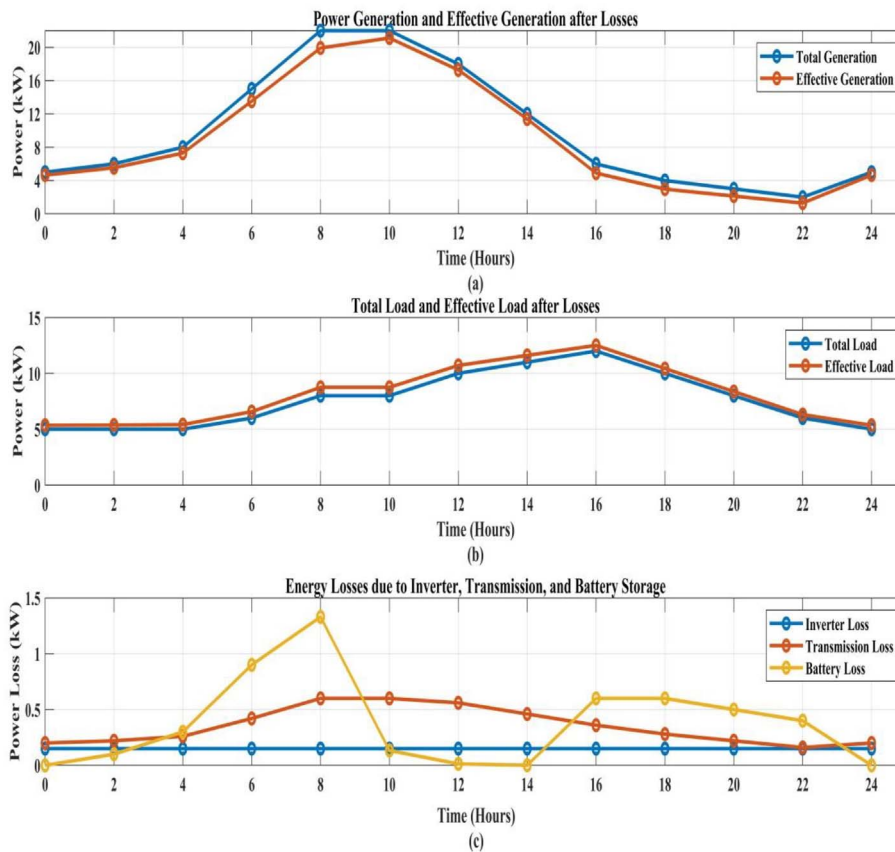 Power Generation and Effective Generation after Losses
Power (kW)
20
16
12
8
4
0
Total Generation
Effective Generation
0 2 4 6 8 10 12 14 16 18 20 22 24
Time (Hours)
(a)
Total Load and Effective Load after Losses
Power (kW)
15
10
5
0
Total Load
Effective Load
0 2 4 6 8 10 12 14 16 18 20 22 24
Time (Hours)
(b)
Energy Losses due to Inverter, Transmission, and Battery Storage
Power Loss (kW)
1.5
1
0.5
0
Inverter Loss
Transmission Loss
Battery Loss
0 2 4 6 8 10 12 14 16 18 20 22 24
Time (Hours)
(c)